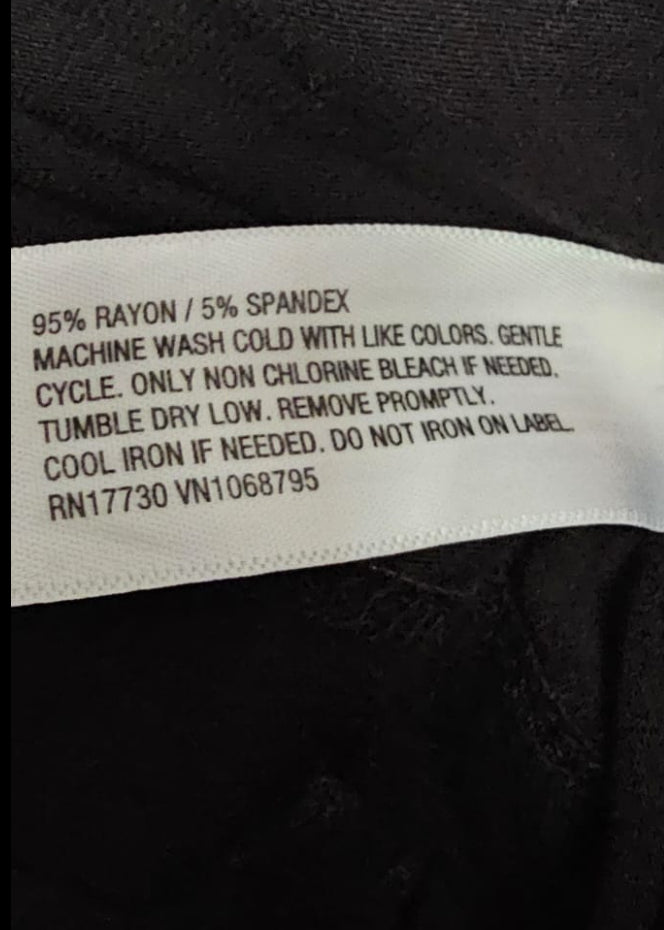 95% RAYON / 5% SPANDEX
MACHINE WASH COLD WITH LIKE COLORS. GENTLE
CYCLE. ONLY NON CHLORINE BLEACH IF NEEDED.
TUMBLE DRY LOW. REMOVE PROMPTLY.
COOL IRON IF NEEDED. DO NOT IRON ON LABEL.
RN17730 VN1068795